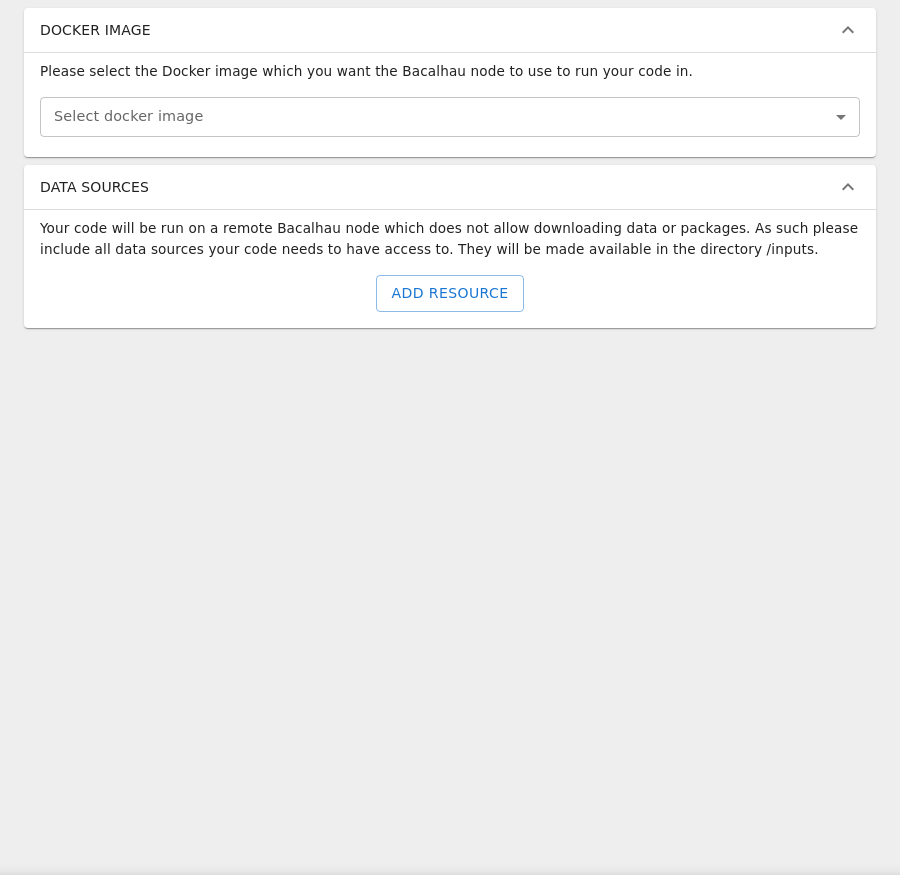 DOCKER IMAGE
Please select the Docker image which you want the Bacalhau node to use to run your code in.
Select docker image
DATA SOURCES
Your code will be run on a remote Bacalhau node which does not allow downloading data or packages. As such please
include all data sources your code needs to have access to. They will be made available in the directory /inputs.
ADD RESOURCE